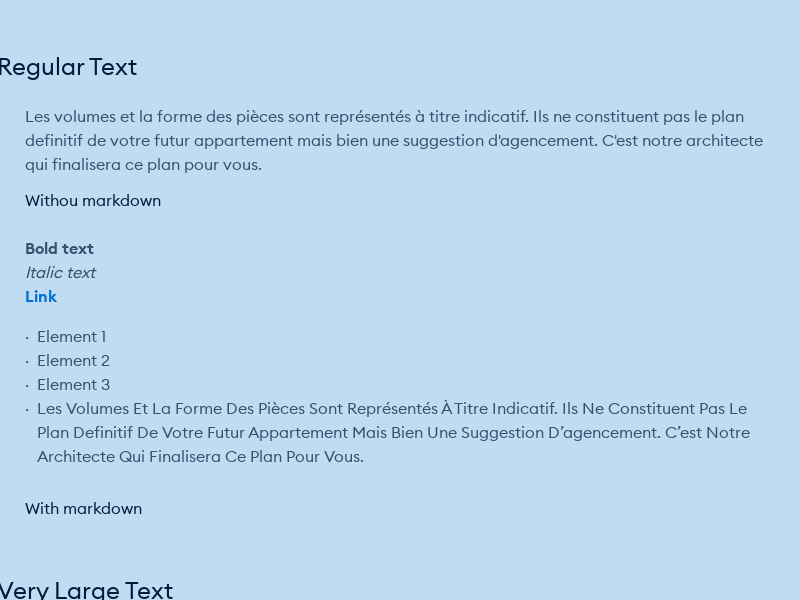 Regular Text
Les volumes et la forme des pièces sont représentés à titre indicatif. Ils ne constituent pas le plan
definitif de votre futur appartement mais bien une suggestion d'agencement. C'est notre architecte
qui finalisera ce plan pour vous.
Withou markdown
Bold text
Italic text
Link
· Element 1
· Element 2
· Element 3
· Les Volumes Et La Forme Des Pièces Sont Représentés À Titre Indicatif. Ils Ne Constituent Pas Le
Plan Definitif De Votre Futur Appartement Mais Bien Une Suggestion D’agencement. C’est Notre
Architecte Qui Finalisera Ce Plan Pour Vous.
With markdown
Very Large Text